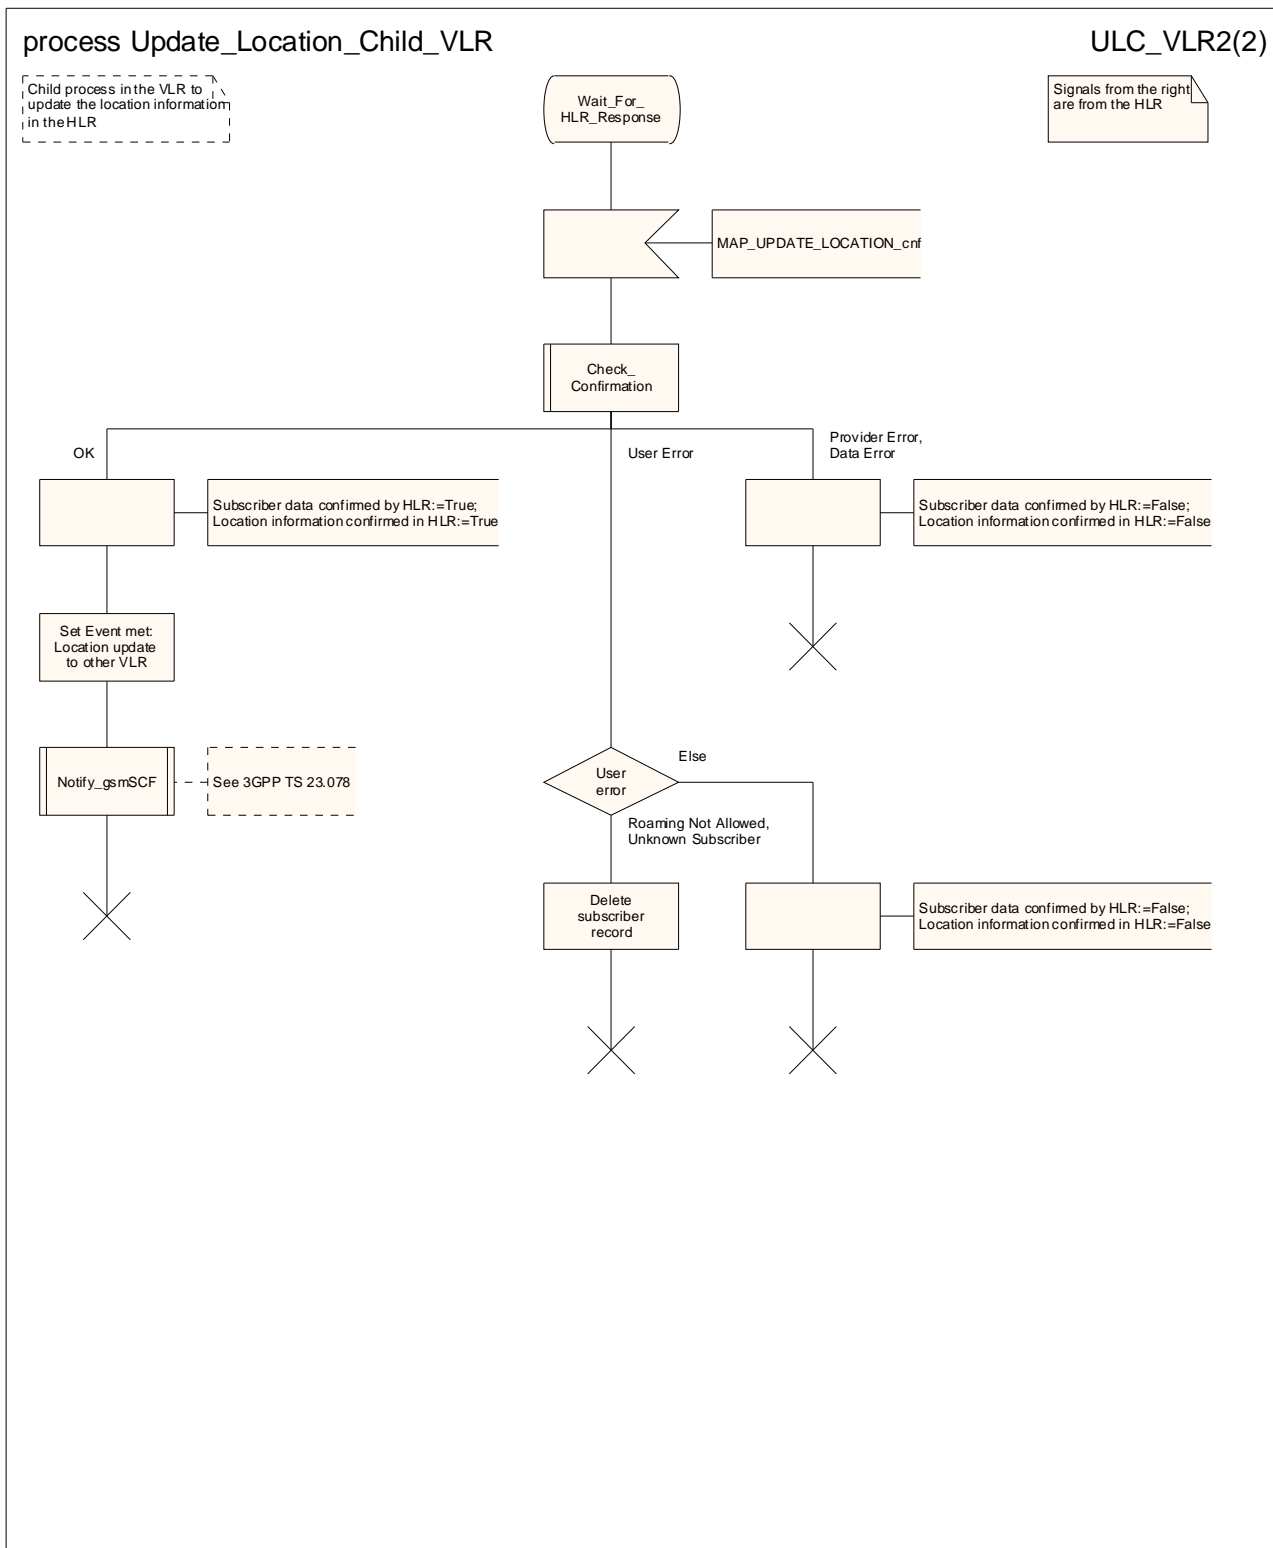 process Update_Location_Child_VLR
ULC_VLR2(2)
Child process in the VLR to
update the location information
in the HLR
Wait_For_
HLR_Response
Signals from the right
are from the HLR
MAP_UPDATE_LOCATION_cnf
Check_
Confirmation
OK
User Error
Provider Error,
Data Error
Subscriber data confirmed by HLR:=True;
Location information confirmed in HLR:=True
Subscriber data confirmed by HLR:=False;
Location information confirmed in HLR:=False
Set Event met:
Location update
to other VLR
Notify_gsmSCF
See 3GPP TS 23.078
User
error
Else
Roaming Not Allowed,
Unknown Subscriber
Delete
subscriber
record
Subscriber data confirmed by HLR:=False;
Location information confirmed in HLR:=False